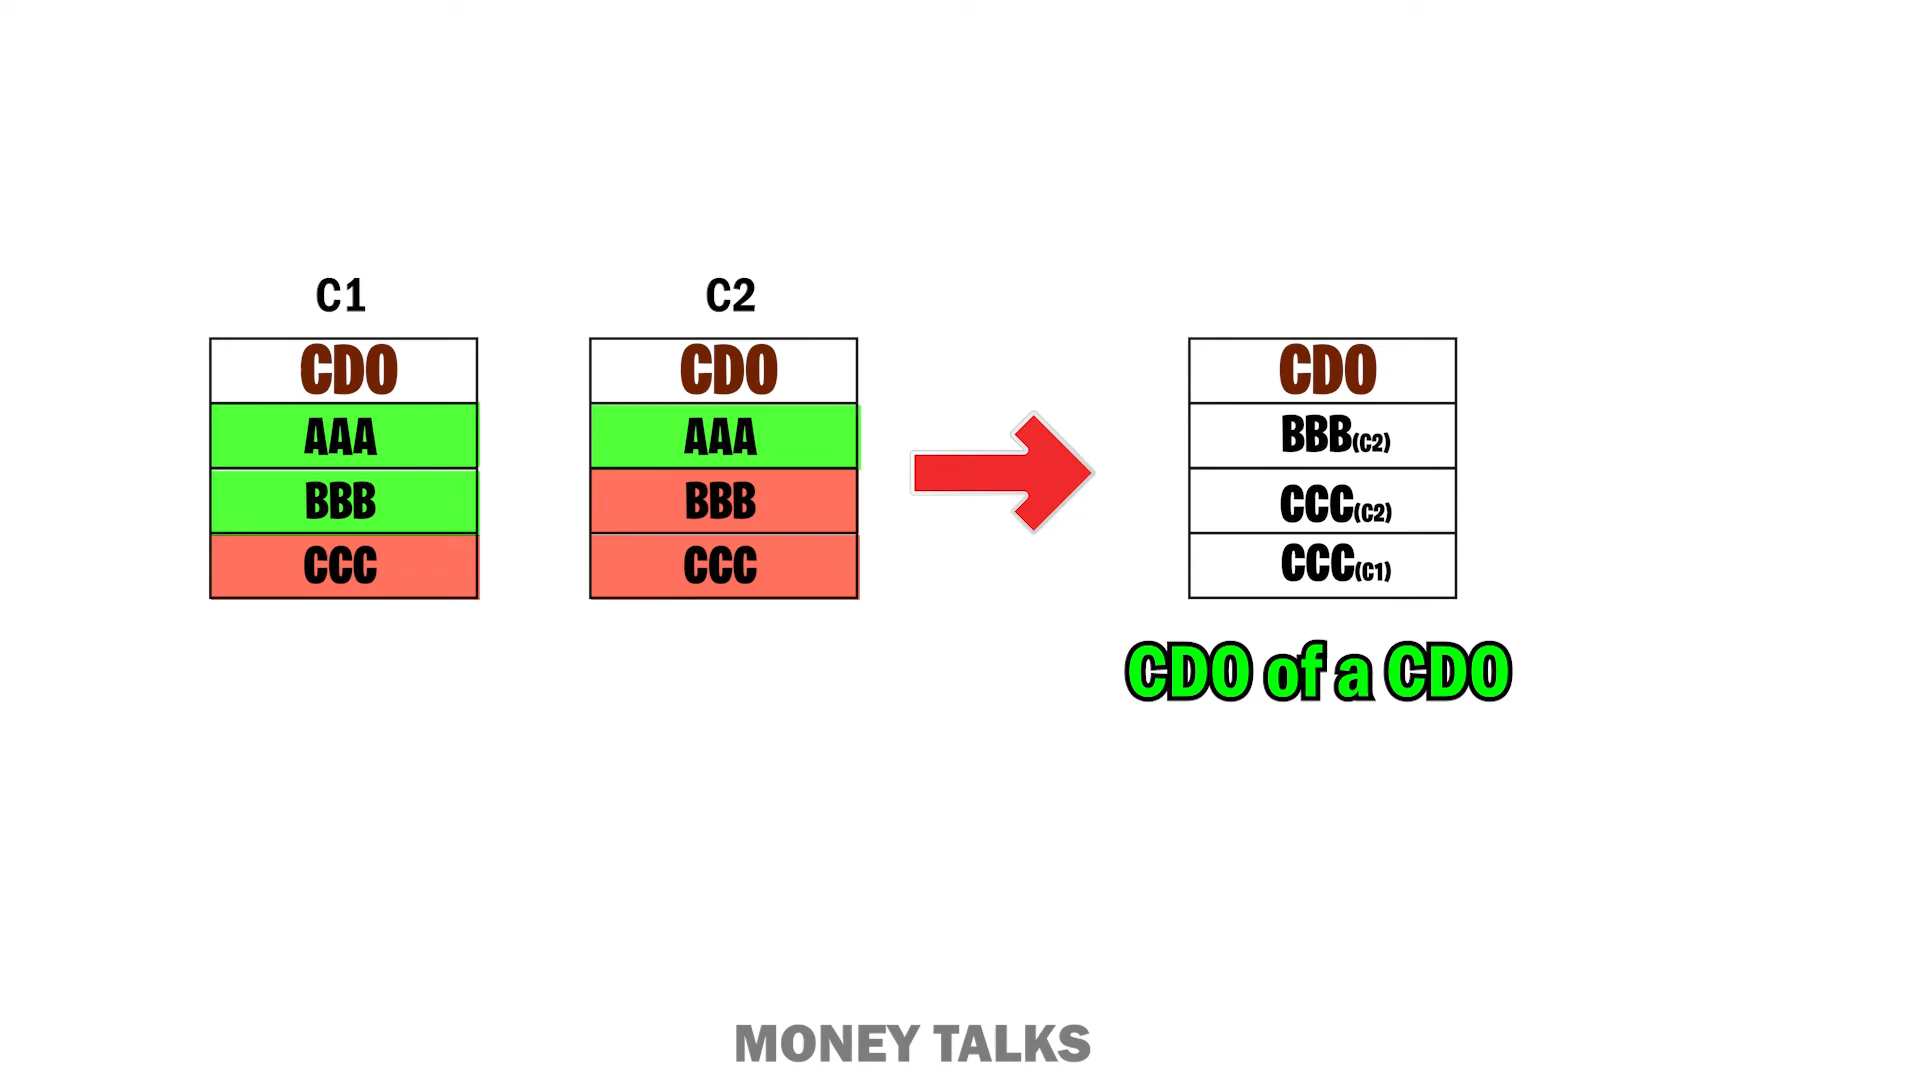 C1
CDO
AAA
BBB
CCC
C2
CDO
AAA
BBB
CCC
CDO
BBB(C2)
CCC(C2)
CCC(C1)
CDO of a CDO
MONEY TALKS